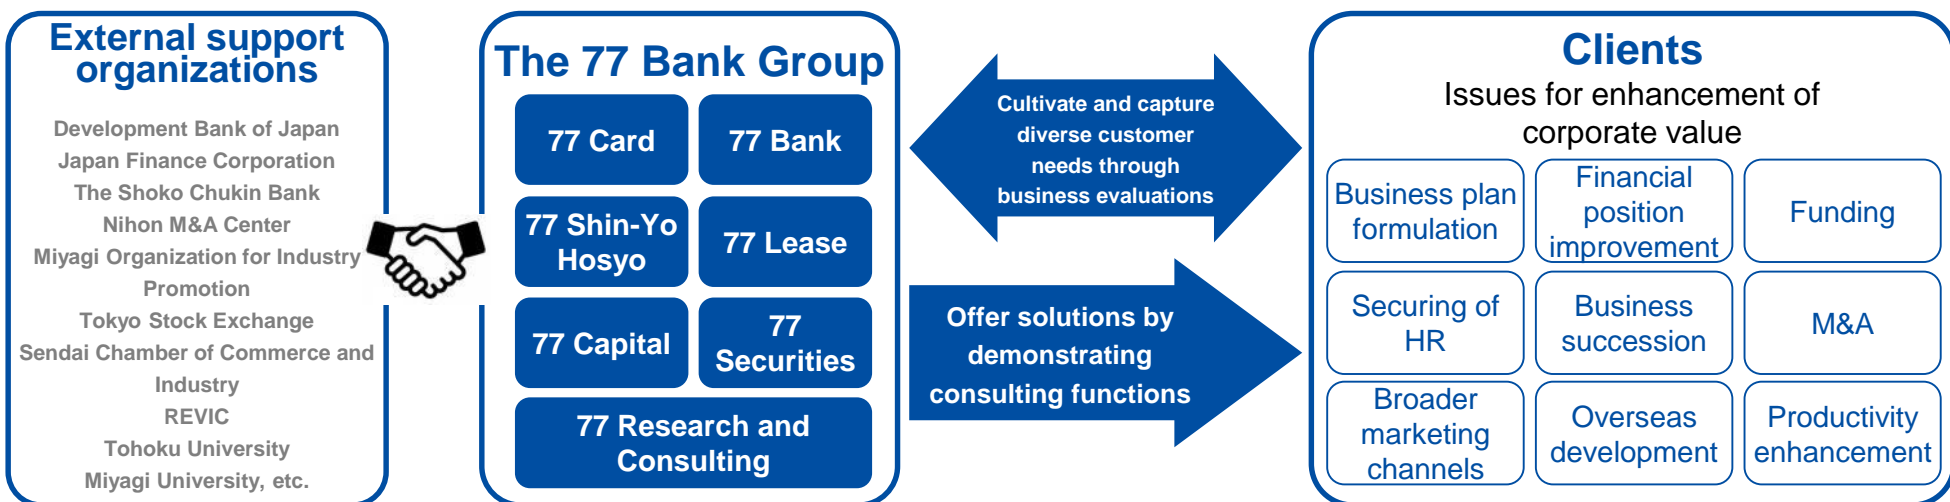 External support
organizations
Development Bank of Japan
Japan Finance Corporation
The Shoko Chukin Bank
Nihon M&A Center
Miyagi Organization for Industry
Promotion
Tokyo Stock Exchange
Sendai Chamber of Commerce and
Industry
REVIC
Tohoku University
Miyagi University, etc.
The 77 Bank Group
77 Card
77 Bank
77 Shin-Yo
Hosyo
77 Lease
77 Capital
77
Securities
77 Research and
Consulting
Cultivate and capture
diverse customer
needs through
business evaluations
Offer solutions by
demonstrating
consulting functions
Clients
Issues for enhancement of
corporate value
Business plan
formulation
Financial
position
improvement
Funding
Securing of
HR
Business
succession
M&A
Broader
marketing
channels
Overseas
development
Productivity
enhancement